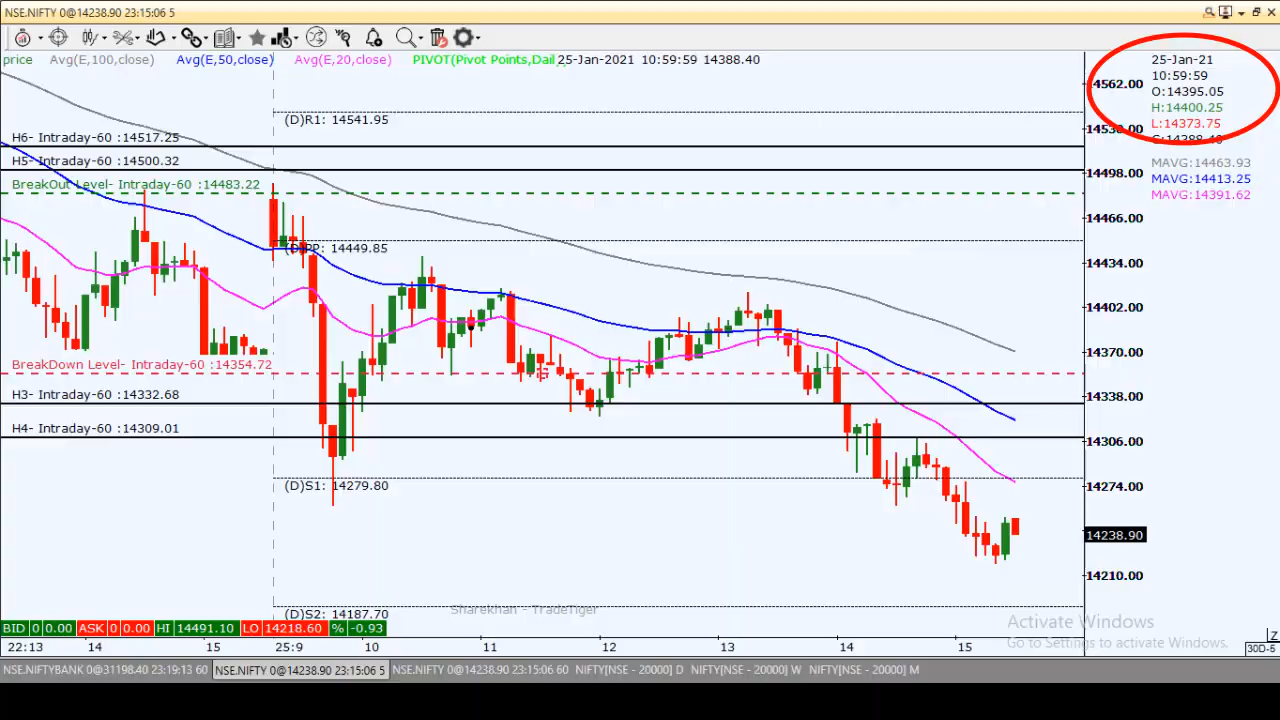 NSE.NIFTY 0@14238.90 23:15:06 5
price Avg(E,100,close) Avg(E,50,close) Avg(E,20,close) PIVOT(Pivot Points,Dail 25-Jan-2021 10:59:59 14388.40
25-Jan-21
10:59:59
O:14395.05
H:14400.25
L:14373.75
C:14388.40
MAVG:14463.93
MAVG:14413.25
MAVG:14391.62
14562.00
14530.00
14498.00
14466.00
14434.00
14402.00
14370.00
14338.00
14306.00
14274.00
14238.90
14210.00
(D)R1: 14541.95
H6- Intraday-60 :14517.25
H5- Intraday-60 :14500.32
BreakOut Level- Intraday-60 :14483.22
(D)PP: 14449.85
BreakDown Level- Intraday-60 :14354.72
H3- Intraday-60 :14332.68
H4- Intraday-60 :14309.01
(D)S1: 14279.80
(D)S2: 14187.70
Sharekhan - TradeTiger
Activate Windows
Go to Settings to activate Windows.
BID 0 0.00 ASK 0 0.00 HI 14491.10 LO 14218.60 % -0.93
22:13 14 15 25:9 10 11 12 13 14 15
Z
30D-5
NSE.NIFTYBANK 0@31198.40 23:19:13 60 NSE.NIFTY 0@14238.90 23:15:06 5 NSE.NIFTY 0@14238.90 23:15:06 60 NIFTY[NSE - 20000] D NIFTY[NSE - 20000] W NIFTY[NSE - 20000] M